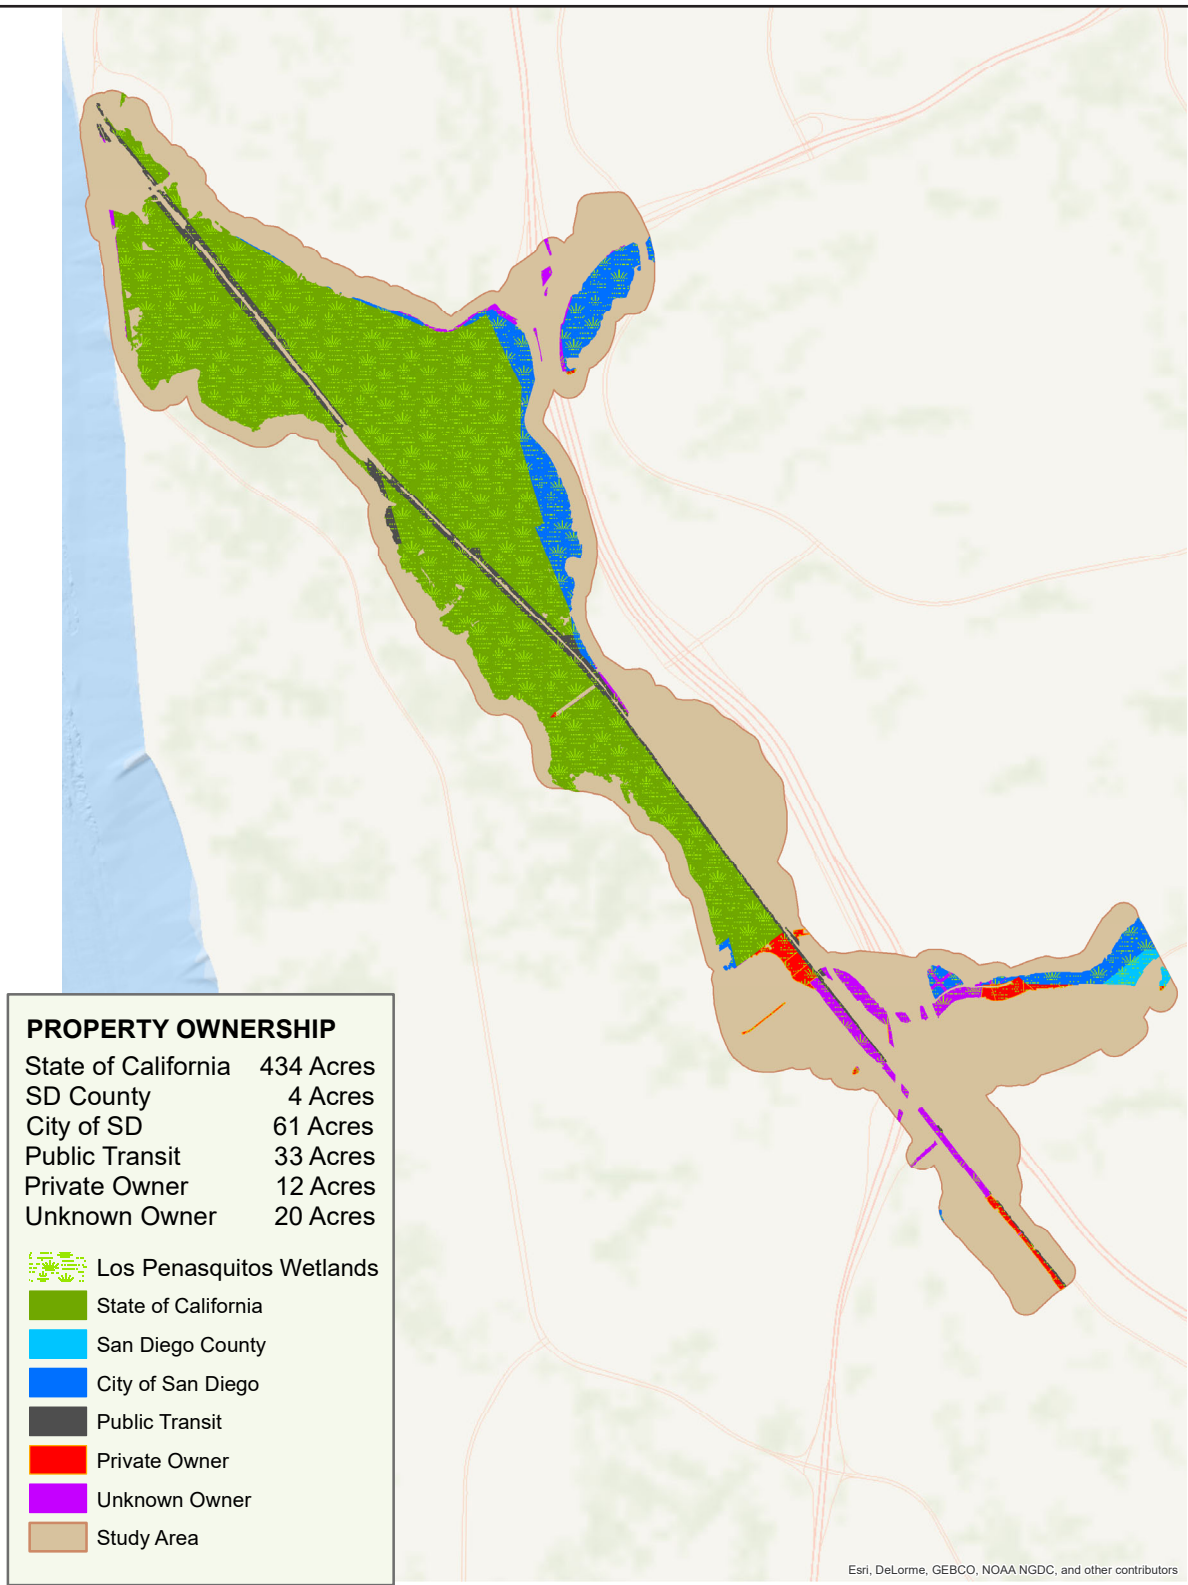 PROPERTY OWNERSHIP
State of California 434 Acres
SD County 4 Acres
City of SD 61 Acres
Public Transit 33 Acres
Private Owner 12 Acres
Unknown Owner 20 Acres
Los Penasquitos Wetlands
State of California
San Diego County
City of San Diego
Public Transit
Private Owner
Unknown Owner
Study Area
Esri, DeLorme, GEBCO, NOAA NGDC, and other contributors